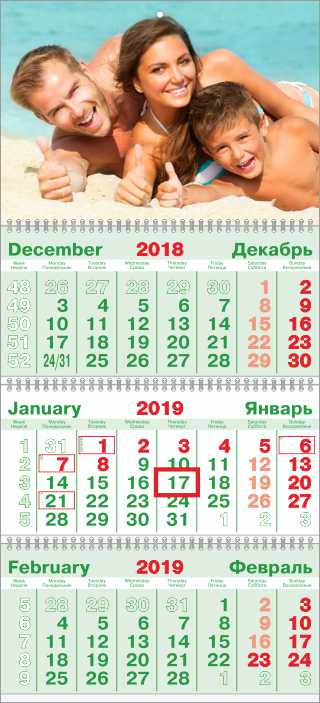 December 2018 Декабрь
Week Monday Tuesday Wednesday Thursday Friday Saturday Sunday
Неделя Понедельник Вторник Среда Четверг Пятница Суббота Воскресенье
48 26 27 28 29 30 1 2
49 3 4 5 6 7 8 9
50 10 11 12 13 14 15 16
51 17 18 19 20 21 22 23
52 24/31 25 26 27 28 29 30
January 2019 Январь
Week Monday Tuesday Wednesday Thursday Friday Saturday Sunday
Неделя Понедельник Вторник Среда Четверг Пятница Суббота Воскресенье
1 31 1 2 3 4 5 6
2 7 8 9 10 11 12 13
3 14 15 16 17 18 19 20
4 21 22 23 24 25 26 27
5 28 29 30 31 1 2 3
February 2019 Февраль
Week Monday Tuesday Wednesday Thursday Friday Saturday Sunday
Неделя Понедельник Вторник Среда Четверг Пятница Суббота Воскресенье
5 28 29 30 31 1 2 3
6 4 5 6 7 8 9 10
7 11 12 13 14 15 16 17
8 18 19 20 21 22 23 24
9 25 26 27 28 1 2 3